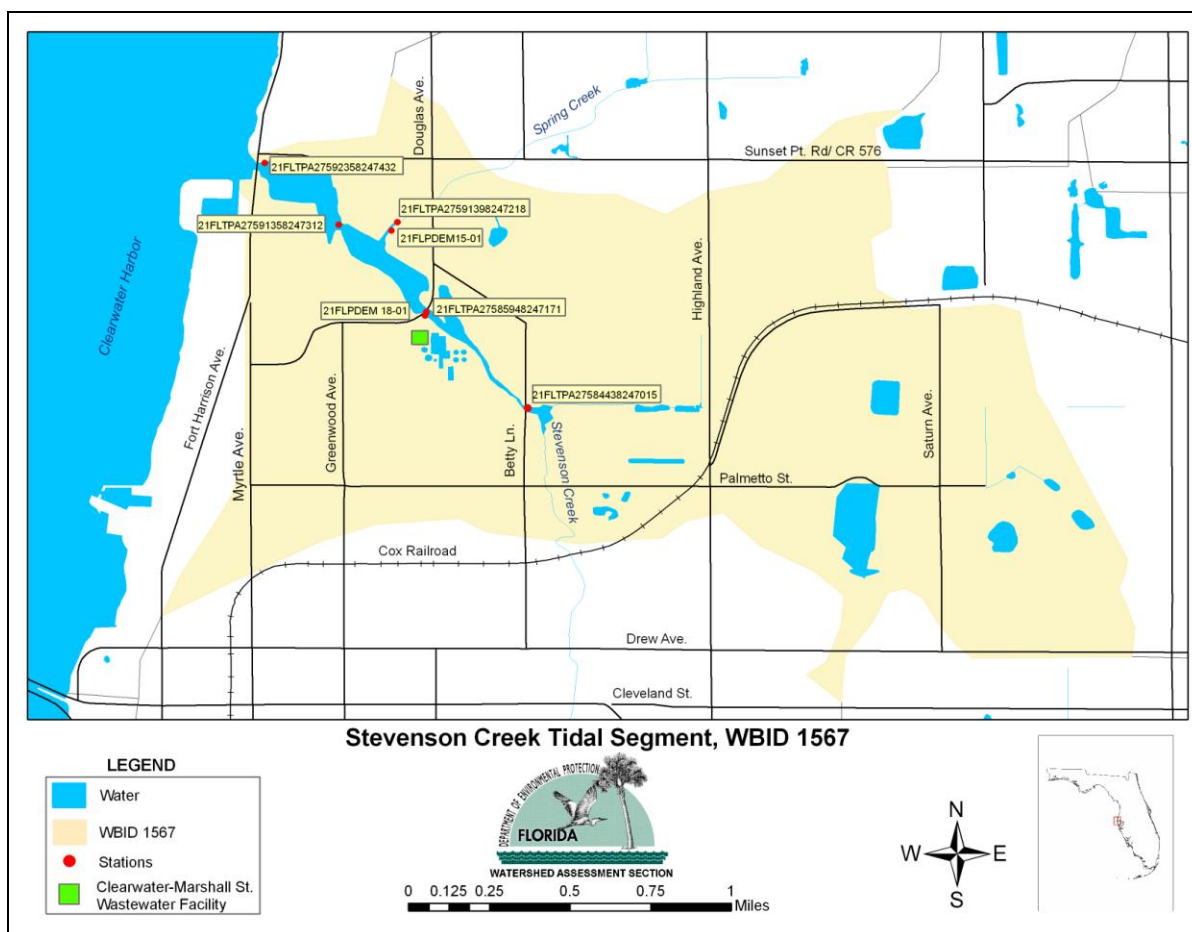 Douglas Ave.
Spring Creek
Sunset Pt. Rd/ CR 576
21FLTPA27592358247432
21FLTPA27591398247218
21FLTPA27591358247312
21FLPDEM15-01
Clearwater Harbor
Highland Ave.
21FLPDEM 18-01
21FLTPA27585948247171
Fort Harrison Ave.
Myrtle Ave.
Greenwood Ave.
Betty Ln.
21FLTPA27584438247015
Stevenson Creek
Saturn Ave.
Palmetto St.
Cox Railroad
Drew Ave.
Cleveland St.
Stevenson Creek Tidal Segment, WBID 1567
LEGEND
Water
WBID 1567
Stations
Clearwater-Marshall St.
Wastewater Facility
DEPARTMENT OF ENVIRONMENTAL PROTECTION
FLORIDA
WATERSHED ASSESSMENT SECTION
0 0.125 0.25 0.5 0.75 1
Miles
N
W E
S